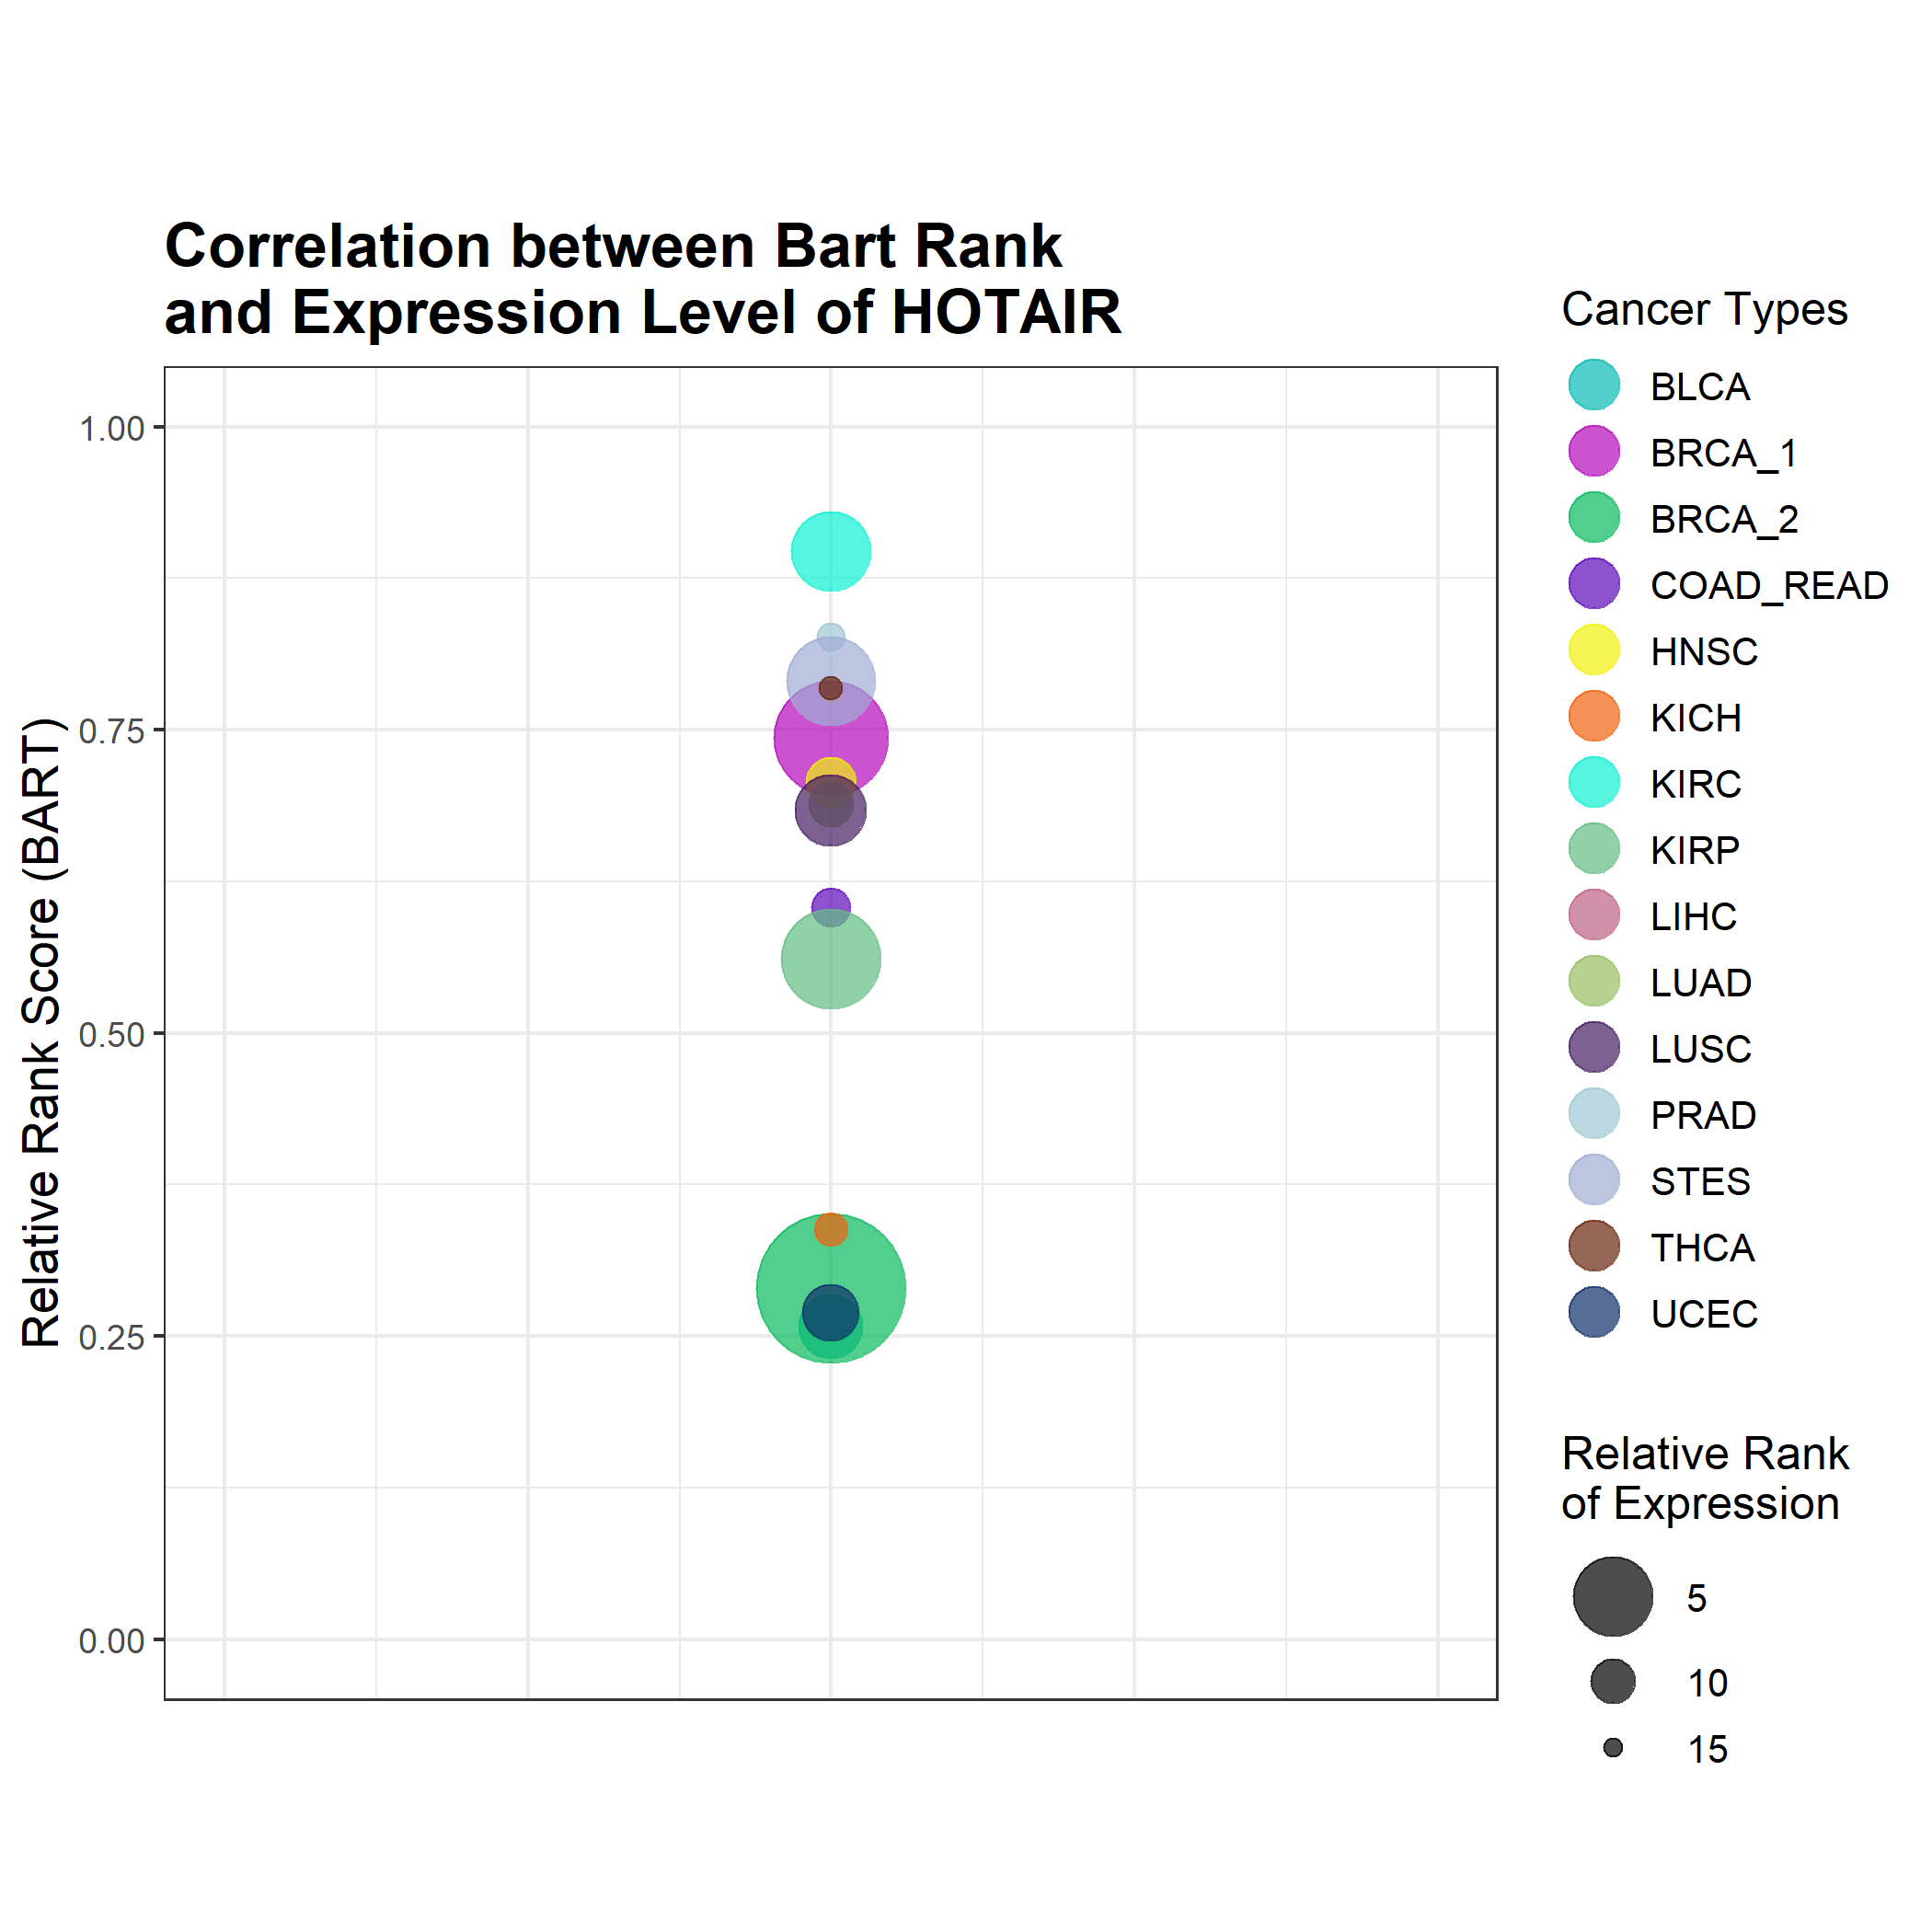 Correlation between Bart Rank
and Expression Level of HOTAIR
Relative Rank Score (BART)
1.00
0.75
0.50
0.25
0.00
Cancer Types
BLCA
BRCA_1
BRCA_2
COAD_READ
HNSC
KICH
KIRC
KIRP
LIHC
LUAD
LUSC
PRAD
STES
THCA
UCEC
Relative Rank
of Expression
5
10
15